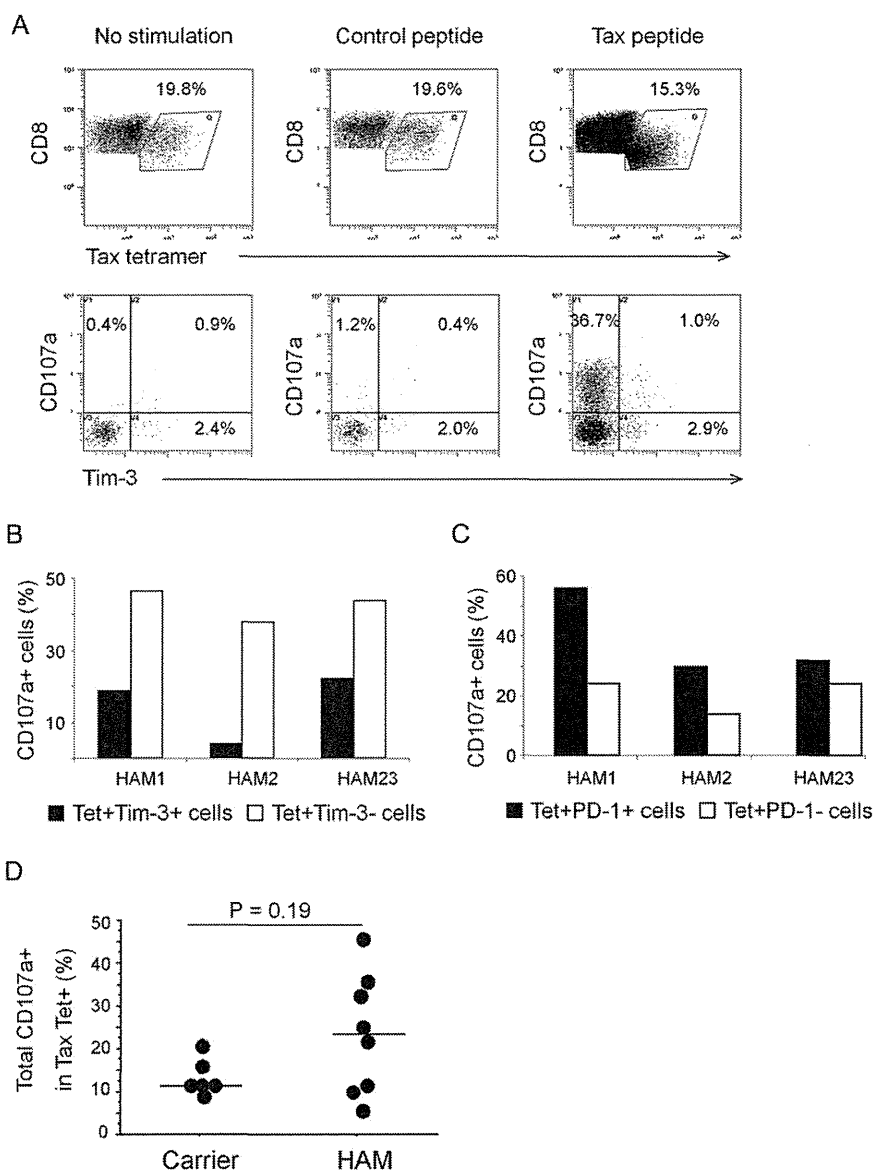 A
No stimulation Control peptide Tax peptide
19.8% 19.6% 15.3%
CD8 CD8 CD8
Tax tetramer
0.4% 0.9% 1.2% 0.4% 36.7% 1.0%
CD107a CD107a CD107a
2.4% 2.0% 2.9%
Tim-3
B
CD107a+ cells (%)
50
40
30
20
10
HAM1 HAM2 HAM23
Tet+Tim-3+ cells Tet+Tim-3- cells
C
CD107a+ cells (%)
60
40
20
0
HAM1 HAM2 HAM23
Tet+PD-1+ cells Tet+PD-1- cells
D
P = 0.19
Total CD107a+
in Tax Tet+ (%)
50
40
30
20
10
0
Carrier HAM